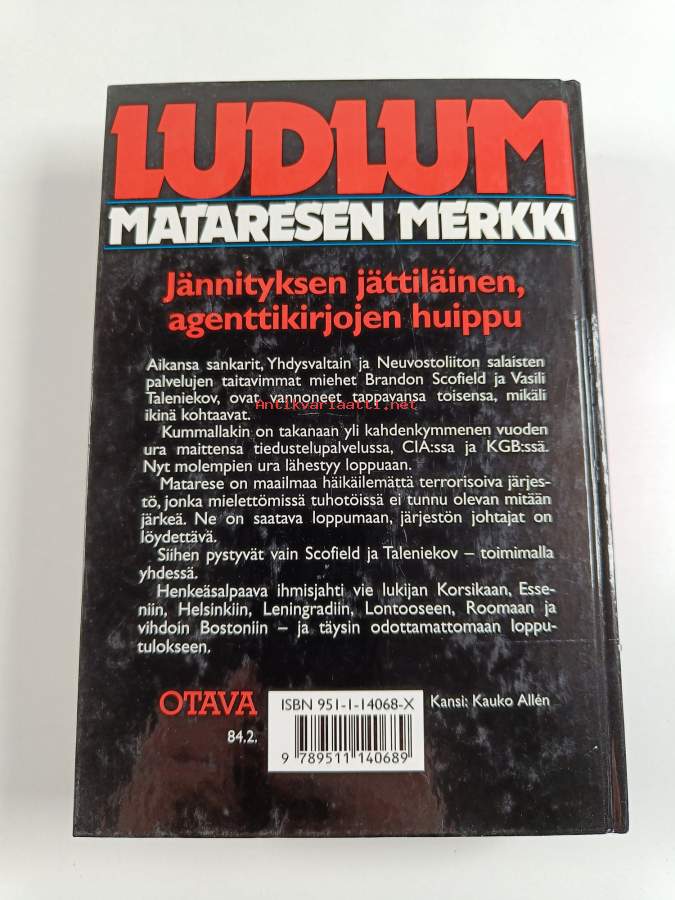 LUDLUM
MATARESEN MERKKI
Jännityksen jättiläinen,
agenttikirjojen huippu
Aikansa sankarit, Yhdysvaltain ja Neuvostoliiton salaisten
palvelujen taitavimmat miehet Brandon Scofield ja Vasili
Taleniekov, ovat vannoneet tappavansa toisensa, mikäli
Antikvariaatti.net
ikinä kohtaavat.
Kummallakin on takanaan yli kahdenkymmenen vuoden
ura maittensa tiedustelupalvelussa, CIA:ssa ja KGB:ssä.
Nyt molempien ura lähestyy loppuaan.
Matarese on maailmaa häikäilemättä terrorisoiva järjes-
tö, jonka mielettömissä tuhotöissä ei tunnu olevan mitään
järkeä. Ne on saatava loppumaan, järjestön johtajat on
löydettävä.
Siihen pystyvät vain Scofield ja Taleniekov – toimimalla
yhdessä.
Henkeäsalpaava ihmisjahti vie lukijan Korsikaan, Esse-
niin, Helsinkiin, Leningradiin, Lontooseen, Roomaan ja
vihdoin Bostoniin – ja täysin odottamattomaan loppu-
tulokseen.
OTAVA
84.2.
ISBN 951-1-14068-X
9 789511 140689
Kansi: Kauko Allén